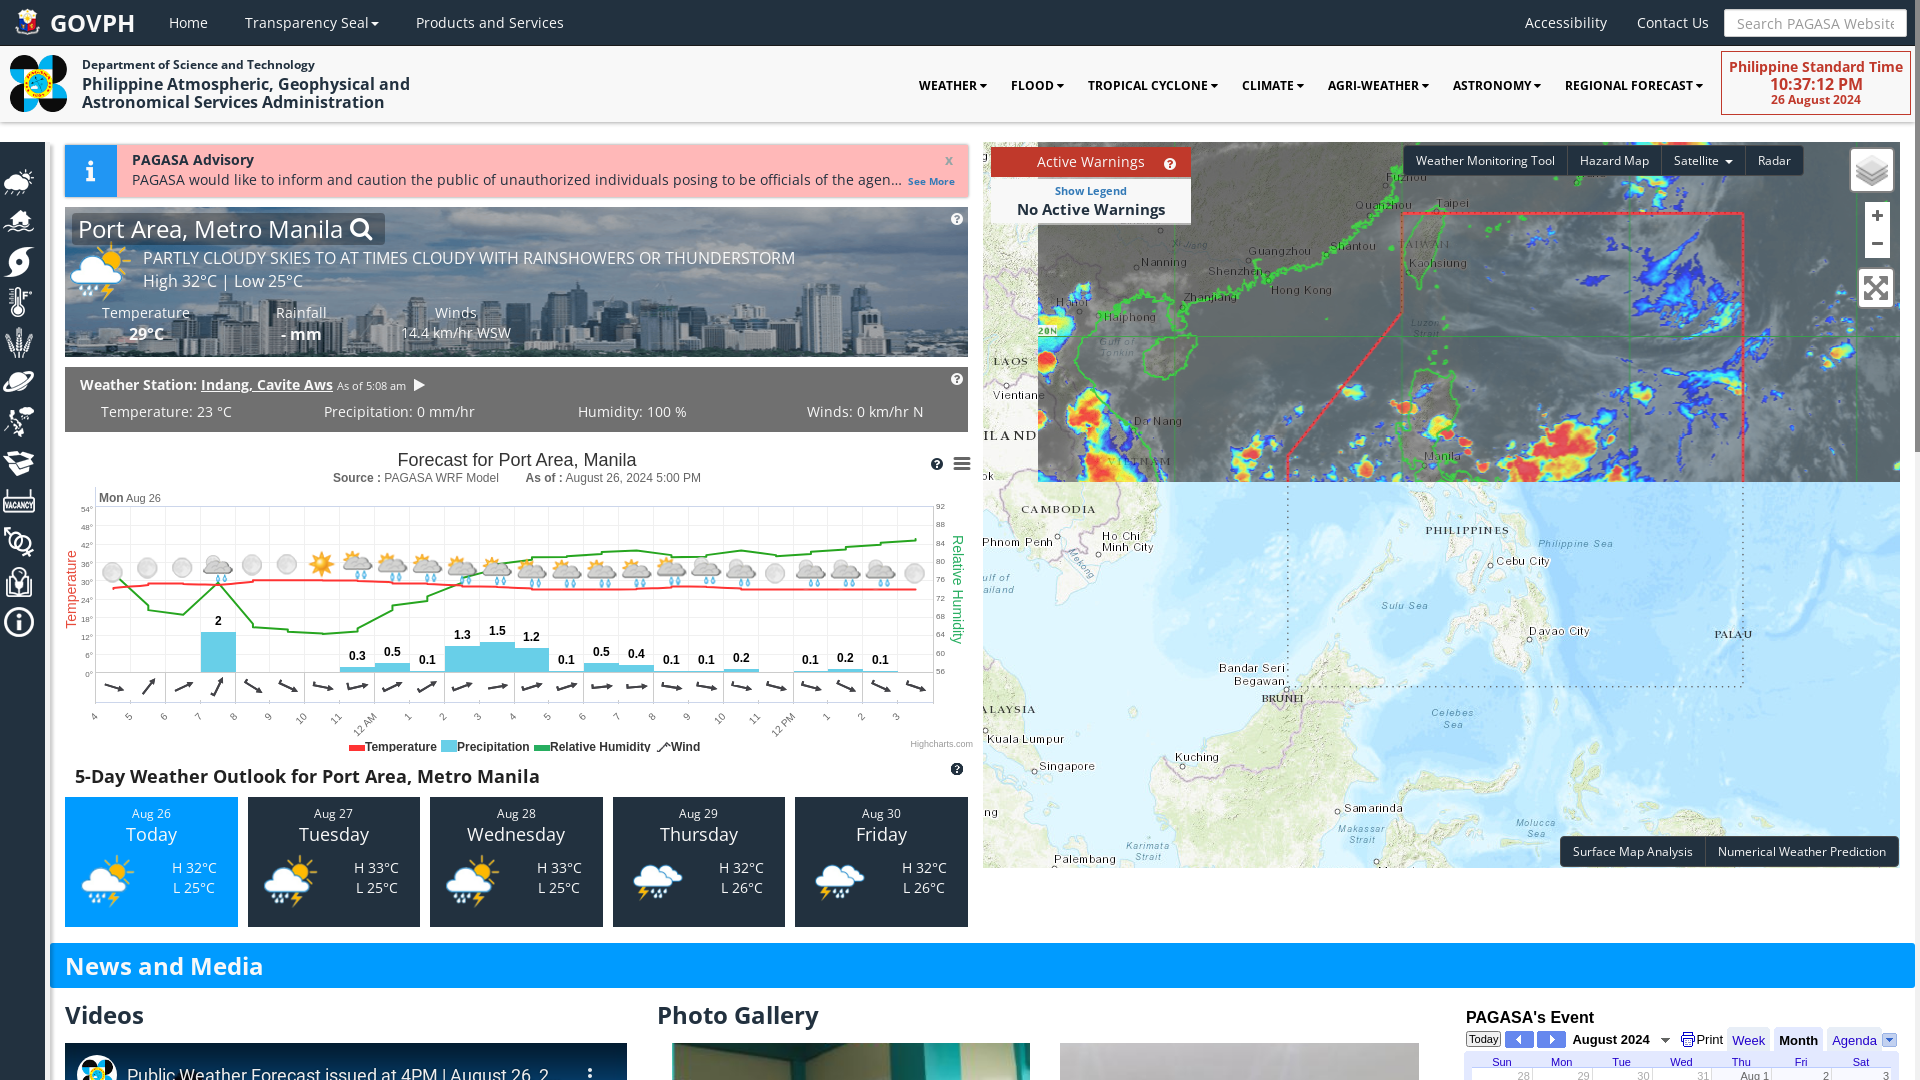 GOVPH
Home
Transparency Seal
Products and Services
Accessibility
Contact Us
Search PAGASA Website
Department of Science and Technology
Philippine Atmospheric, Geophysical and
Astronomical Services Administration
WEATHER
FLOOD
TROPICAL CYCLONE
CLIMATE
AGRI-WEATHER
ASTRONOMY
REGIONAL FORECAST
Philippine Standard Time
10:37:12 PM
26 August 2024
PAGASA Advisory
x
PAGASA would like to inform and caution the public of unauthorized individuals posing to be officials of the agen... See More
Port Area, Metro Manila
PARTLY CLOUDY SKIES TO AT TIMES CLOUDY WITH RAINSHOWERS OR THUNDERSTORM
High 32°C | Low 25°C
Temperature
29°C
Rainfall
- mm
Winds
14.4 km/hr WSW
Weather Station: Indang, Cavite Aws As of 5:08 am
Temperature: 23 °C
Precipitation: 0 mm/hr
Humidity: 100 %
Winds: 0 km/hr N
Forecast for Port Area, Manila
Source : PAGASA WRF Model As of : August 26, 2024 5:00 PM
Mon Aug 26
54°
48°
42°
36°
30°
24°
18°
12°
6°
0°
Temperature
92
88
84
80
76
72
68
64
60
56
Relative Humidity
2
0.3
0.5
0.1
1.3
1.5
1.2
0.1
0.5
0.4
0.1
0.1
0.2
0.1
0.2
0.1
4 5 6 7 8 9 10 11 12 AM 1 2 3 4 5 6 7 8 9 10 11 12 PM 1 2 3
Temperature Precipitation Relative Humidity Wind
Highcharts.com
5-Day Weather Outlook for Port Area, Metro Manila
Aug 26
Today
H 32°C
L 25°C
Aug 27
Tuesday
H 33°C
L 25°C
Aug 28
Wednesday
H 33°C
L 25°C
Aug 29
Thursday
H 32°C
L 26°C
Aug 30
Friday
H 32°C
L 26°C
VACANCY
Active Warnings
Show Legend
No Active Warnings
Weather Monitoring Tool
Hazard Map
Satellite
Radar
+
−
Fuzhou
Quanzhou
Taipei
Xi Jiang
Guangzhou
Shantou
TAIWAN
Nanning
Shenzhen
Kaohsiung
Hong Kong
Zhanjiang
Hanoi
Haiphong
20N
Luzon
Strait
Gulf of
Tonkin
LAOS
Vientiane
Da Nang
ILAND
VIETNAM
Manila
ok
CAMBODIA
Phnom Penh
Ho Chi
Minh City
Mekong
ulf of
ailand
PHILIPPINES
Philippine Sea
Cebu City
Sulu Sea
Davao City
PALAU
Bandar Seri
Begawan
BRUNEI
ALAYSIA
Celebes
Sea
Kuala Lumpur
Kuching
Singapore
Samarinda
ng
Makassar
Strait
Molucca
Sea
Karimata
Strait
Palembang
Surface Map Analysis
Numerical Weather Prediction
News and Media
Videos
Public Weather Forecast issued at 4PM | August 26, 2
Photo Gallery
PAGASA's Event
Today
August 2024
Print
Week
Month
Agenda
Sun Mon Tue Wed Thu Fri Sat
28 29 30 31 Aug 1 2 3